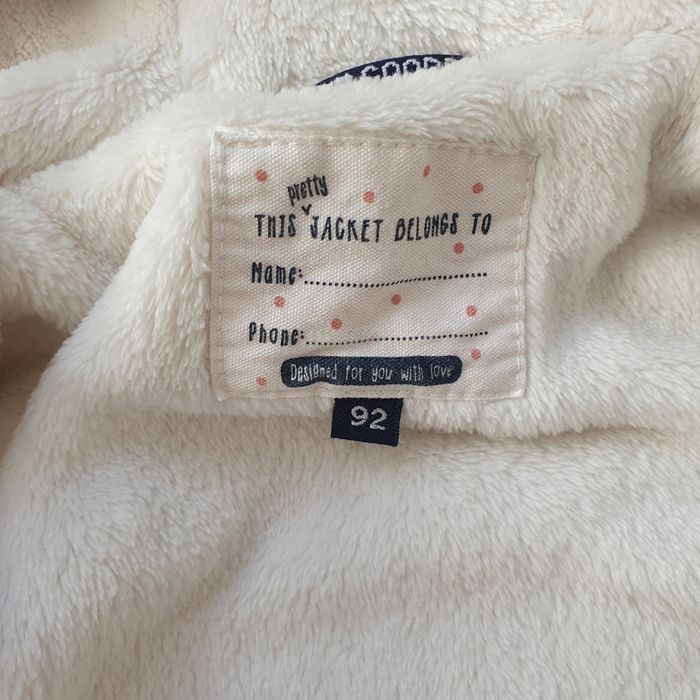 pretty
THIS JACKET BELONGS TO
Name:
Phone:
Designed for you with love
92